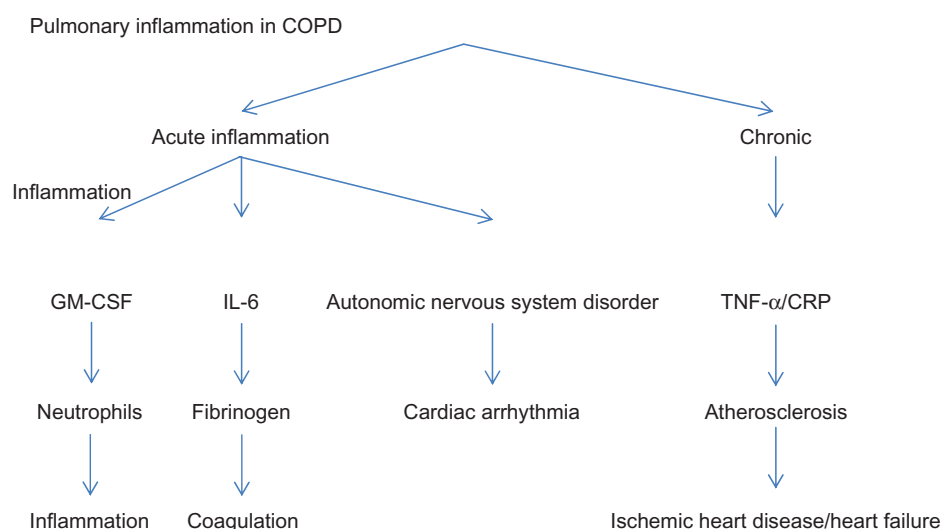 Pulmonary inflammation in COPD
Acute inflammation
Chronic
Inflammation
GM-CSF
IL-6
Autonomic nervous system disorder
TNF-α/CRP
Neutrophils
Fibrinogen
Cardiac arrhythmia
Atherosclerosis
Inflammation
Coagulation
Ischemic heart disease/heart failure